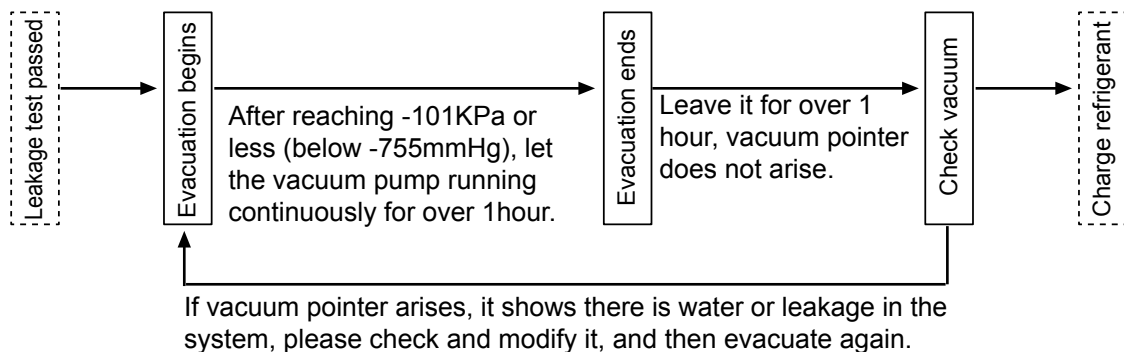 Leakage test passed
Evacuation begins
After reaching -101KPa or
less (below -755mmHg), let
the vacuum pump running
continuously for over 1hour.
Evacuation ends
Leave it for over 1
hour, vacuum pointer
does not arise.
Check vacuum
Charge refrigerant
If vacuum pointer arises, it shows there is water or leakage in the
system, please check and modify it, and then evacuate again.